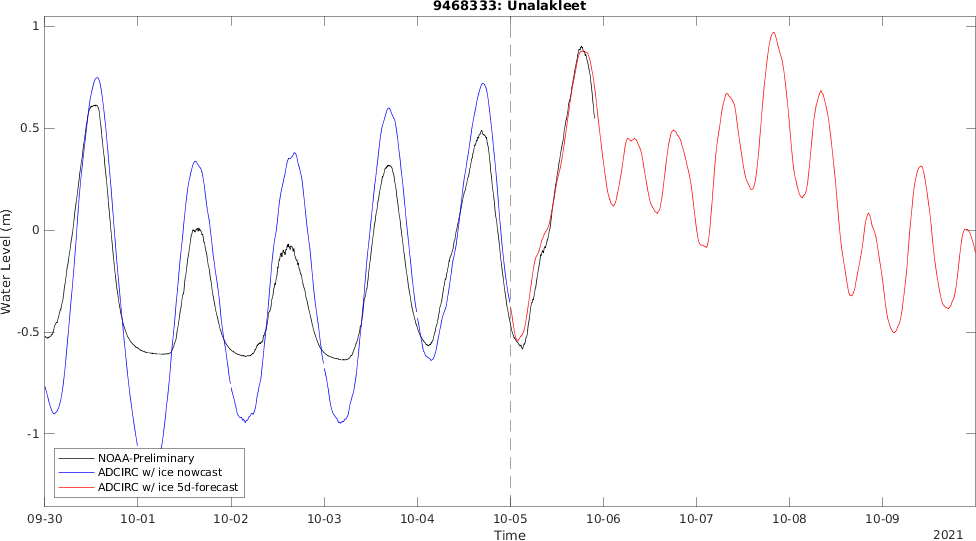 9468333: Unalakleet
1
0.5
0
-0.5
-1
Water Level (m)
NOAA-Preliminary
ADCIRC w/ ice nowcast
ADCIRC w/ ice 5d-forecast
09-30 10-01 10-02 10-03 10-04 10-05 10-06 10-07 10-08 10-09
Time
2021